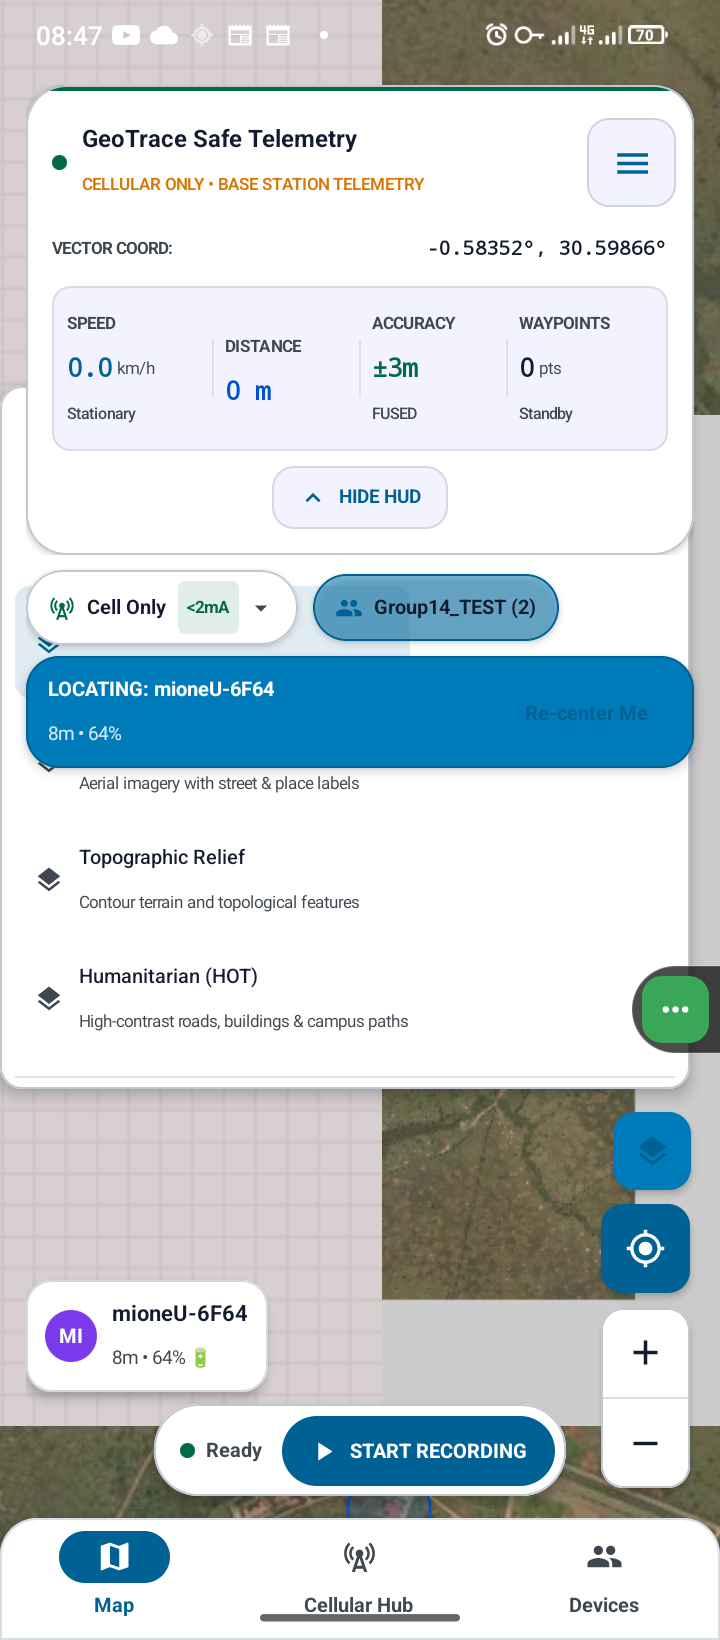 08:47
4G
70
GeoTrace Safe Telemetry
CELLULAR ONLY • BASE STATION TELEMETRY
VECTOR COORD:
-0.58352°, 30.59866°
SPEED
0.0 km/h
Stationary
DISTANCE
0 m
ACCURACY
±3m
FUSED
WAYPOINTS
0 pts
Standby
HIDE HUD
Cell Only
<2mA
Group14_TEST (2)
LOCATING: mioneU-6F64
8m • 64%
Re-center Me
Aerial imagery with street & place labels
Topographic Relief
Contour terrain and topological features
Humanitarian (HOT)
High-contrast roads, buildings & campus paths
MI
mioneU-6F64
8m • 64%
Ready
START RECORDING
Map
Cellular Hub
Devices